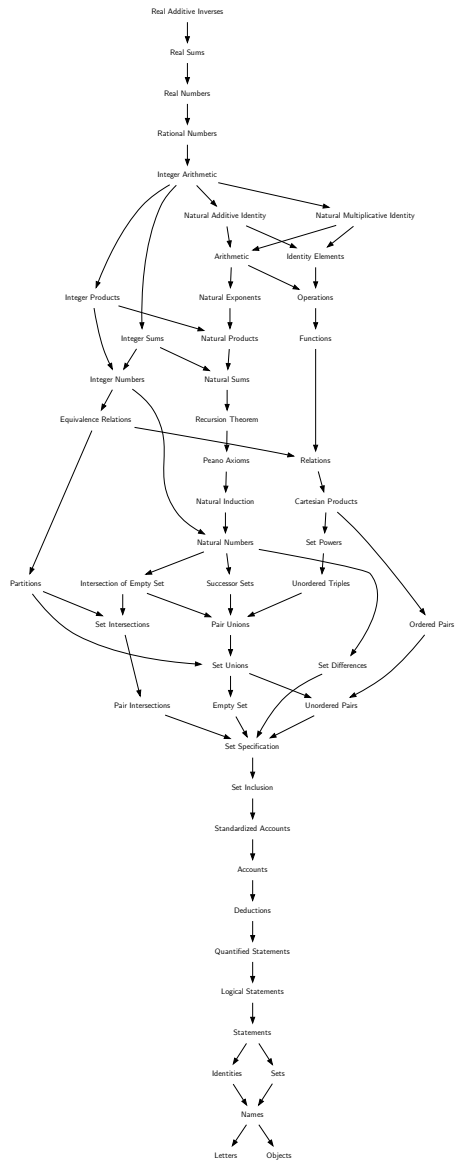 Real Additive Inverses
Real Sums
Real Numbers
Rational Numbers
Integer Arithmetic
Natural Additive Identity
Natural Multiplicative Identity
Arithmetic
Identity Elements
Integer Products
Natural Exponents
Operations
Integer Sums
Natural Products
Functions
Integer Numbers
Natural Sums
Equivalence Relations
Recursion Theorem
Peano Axioms
Relations
Natural Induction
Cartesian Products
Natural Numbers
Set Powers
Partitions
Intersection of Empty Set
Successor Sets
Unordered Triples
Set Intersections
Pair Unions
Ordered Pairs
Set Unions
Set Differences
Pair Intersections
Empty Set
Unordered Pairs
Set Specification
Set Inclusion
Standardized Accounts
Accounts
Deductions
Quantified Statements
Logical Statements
Statements
Identities
Sets
Names
Letters
Objects